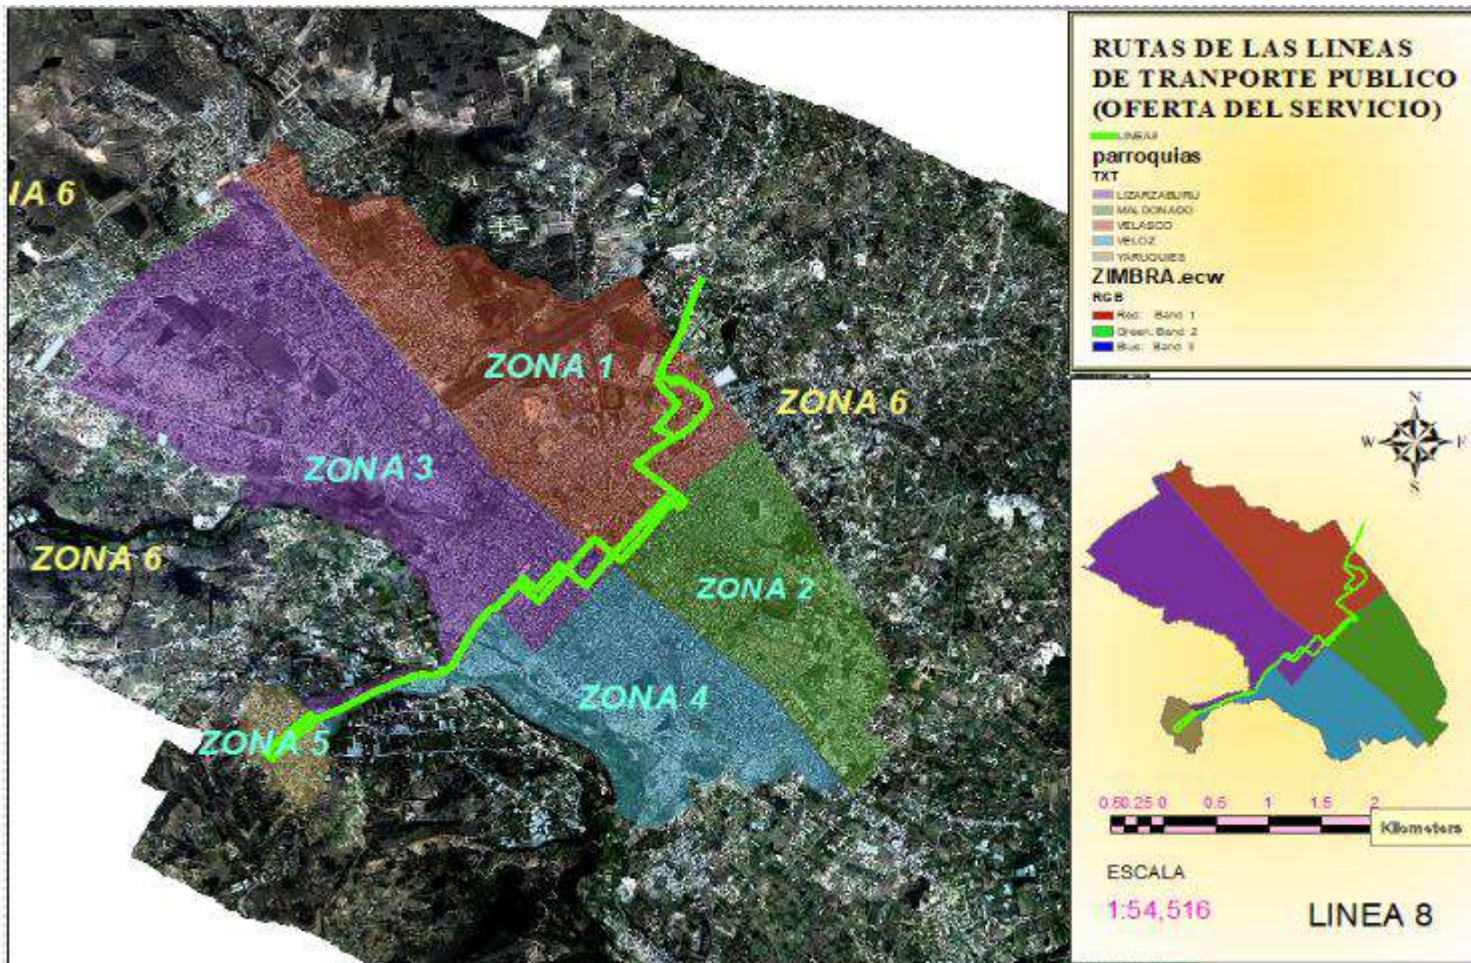 NA 6
ZONA 1
ZONA 6
ZONA 3
ZONA 6
ZONA 2
ZONA 4
ZONA 5
RUTAS DE LAS LINEAS
DE TRANPORTE PUBLICO
(OFERTA DEL SERVICIO)
LINEA8
parroquias
TXT
LIZARZABURU
MALDONADO
VELASCO
VELOZ
YARUQUIES
ZIMBRA.ecw
RGB
Red: Band 1
Green: Band 2
Blue: Band 3
N
W E
S
0.50.25 0 0.5 1 1.5 2
Kilometers
ESCALA
1:54,516
LINEA 8